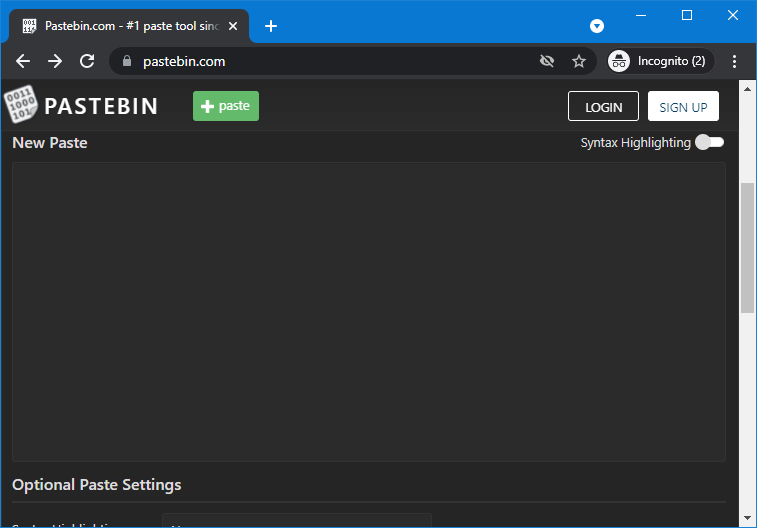 Pastebin.com - #1 paste tool sinc
pastebin.com
Incognito (2)
0011
1000
101
PASTEBIN
paste
LOGIN
SIGN UP
New Paste
Syntax Highlighting
Optional Paste Settings